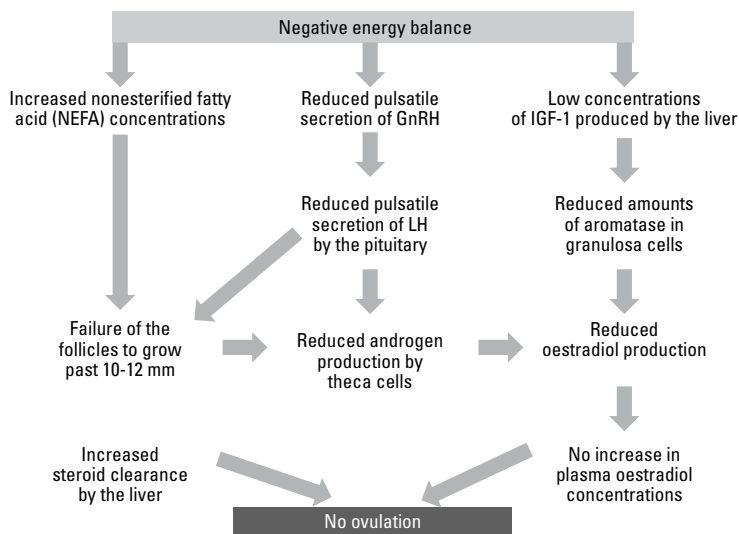 Negative energy balance
Increased nonesterified fatty
acid (NEFA) concentrations
Reduced pulsatile
secretion of GnRH
Low concentrations
of IGF-1 produced by the liver
Reduced pulsatile
secretion of LH
by the pituitary
Reduced amounts
of aromatase in
granulosa cells
Failure of the
follicles to grow
past 10-12 mm
Reduced androgen
production by
theca cells
Reduced
oestradiol production
Increased
steroid clearance
by the liver
No increase in
plasma oestradiol
concentrations
No ovulation